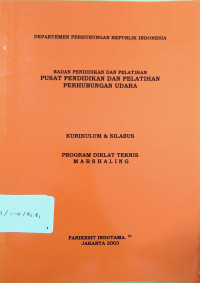 DEPARTEMEN PERHUBUNGAN REPUBLIK INDONESIA
BADAN PENDIDIKAN DAN PELATIHAN
PUSAT PENDIDIKAN DAN PELATIHAN
PERHUBUNGAN UDARA
KURIKULUM & SILABUS
PROGRAM DIKLAT TEKNIS
MARSHALING
PARIKESIT INDOTAMA,
JAKARTA 2003